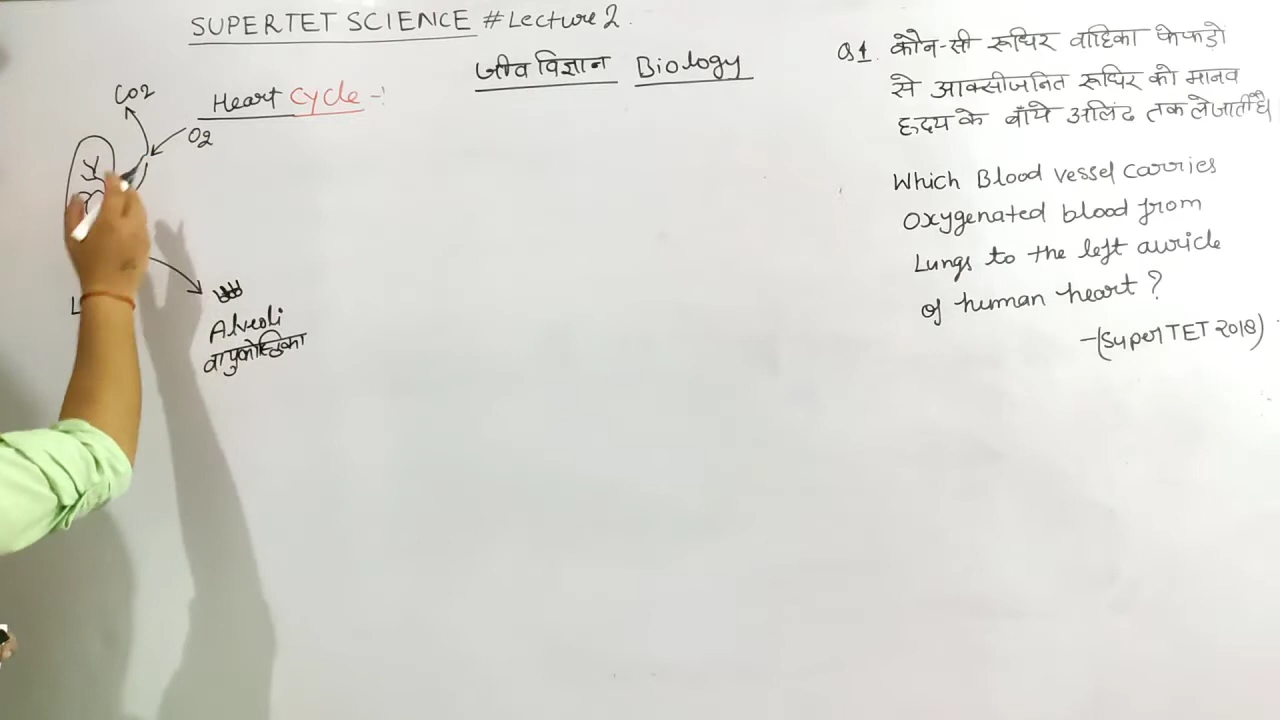 SUPERTET SCIENCE #Lecture 2.
जीव विज्ञान Biology
Heart Cycle -:
CO2
O2
L
Alveoli
वायुकोष्ठिका
Q1. कौन-सी रूधिर वाहिका फेफड़ो
से आक्सीजनित रूधिर को मानव
हृदय के बाँये अलिंद तक ले जाती है।
Which Blood vessel carries
Oxygenated blood from
Lungs to the left auricle
of human heart ?
-(SuperTET 2018)